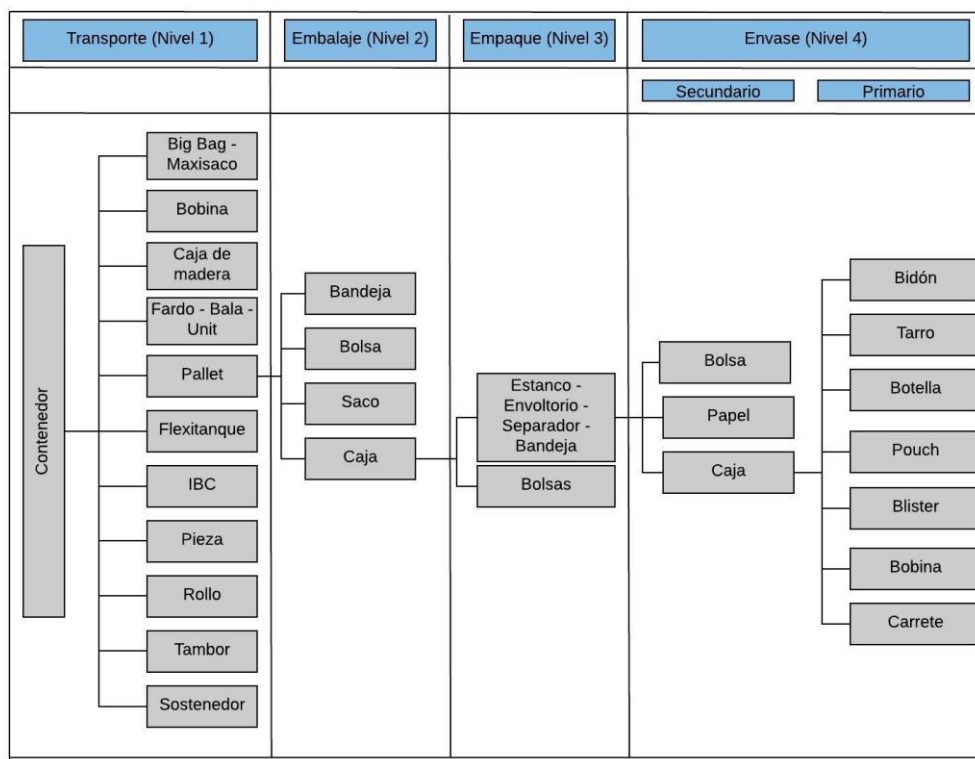 Transporte (Nivel 1)
Embalaje (Nivel 2)
Empaque (Nivel 3)
Envase (Nivel 4)
Secundario
Primario
Contenedor
Big Bag -
Maxisaco
Bobina
Caja de
madera
Fardo - Bala -
Unit
Pallet
Flexitanque
IBC
Pieza
Rollo
Tambor
Sostenedor
Bandeja
Bolsa
Saco
Caja
Estanco -
Envoltorio -
Separador -
Bandeja
Bolsas
Bolsa
Papel
Caja
Bidón
Tarro
Botella
Pouch
Blister
Bobina
Carrete